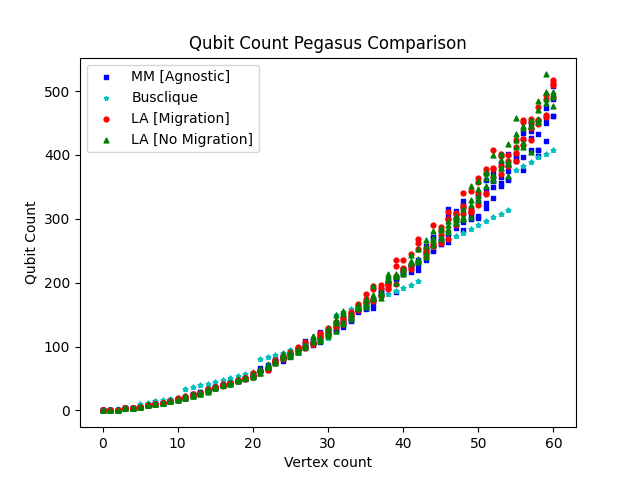 Qubit Count Pegasus Comparison
MM [Agnostic]
Busclique
LA [Migration]
LA [No Migration]
Qubit Count
500
400
300
200
100
0
0 10 20 30 40 50 60
Vertex count